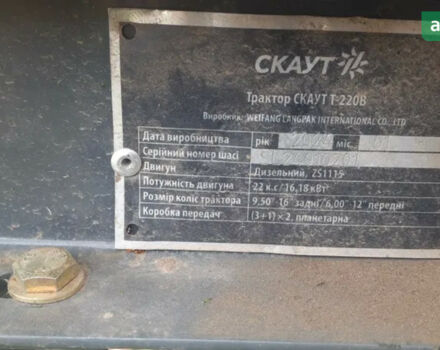 СКАУТ
Трактор СКАУТ Т-220В
Виробник: WEIFANG LANGPAK INTERNATIONAL CO., LTD
Дата виробництва рік міс.
Серійний номер шасі
Двигун Дизельний, ZS1115
Потужність двигуна 22 к.с / 16,18 кВт
Розмір коліс трактора 9,50"16" задні/ 6,00"12" передні
Коробка передач (3+1) × 2, планетарна